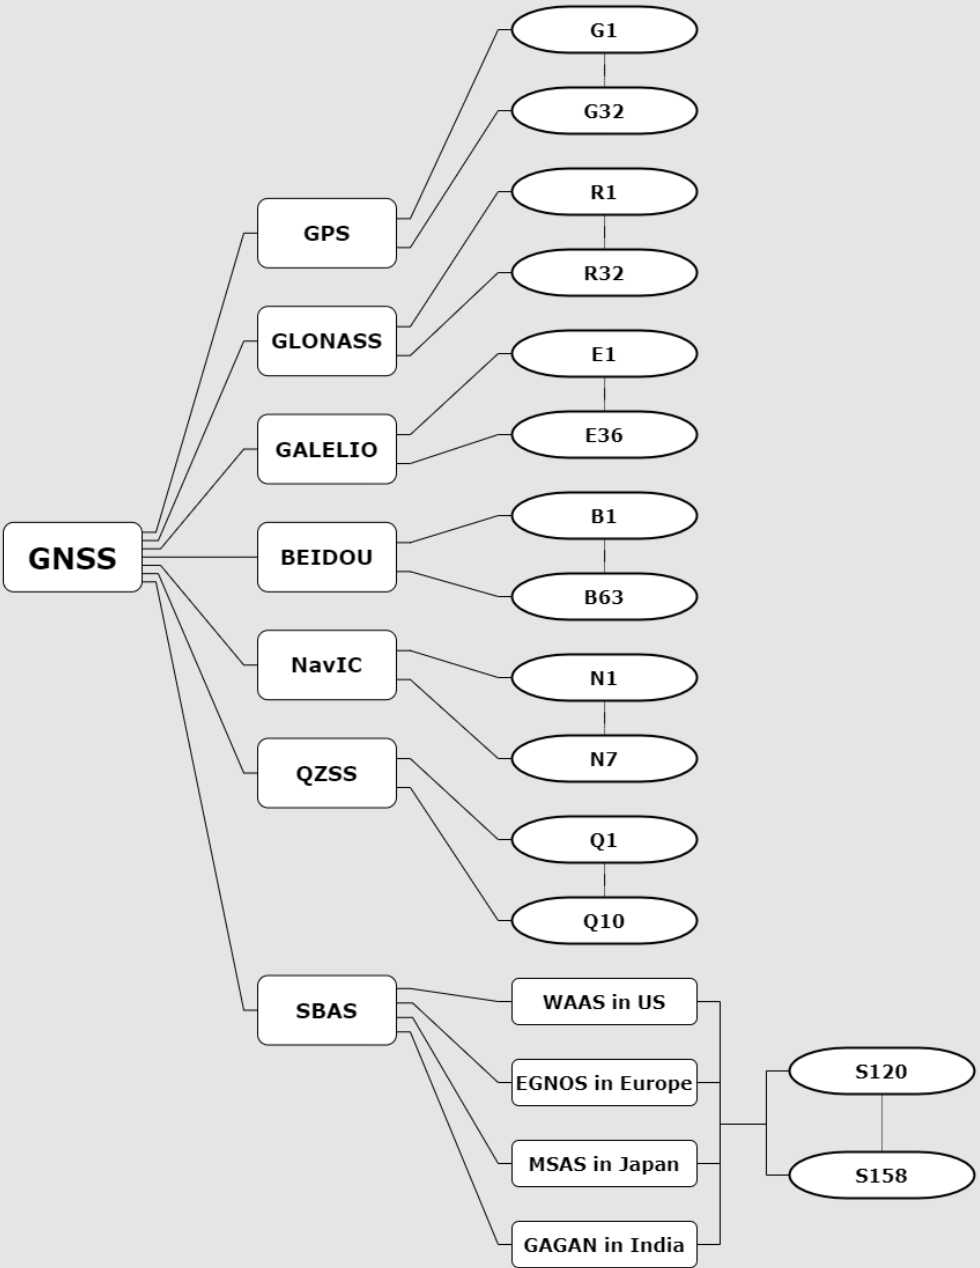 GNSS
GPS
G1
G32
GLONASS
R1
R32
GALELIO
E1
E36
BEIDOU
B1
B63
NavIC
N1
N7
QZSS
Q1
Q10
SBAS
WAAS in US
EGNOS in Europe
MSAS in Japan
GAGAN in India
S120
S158